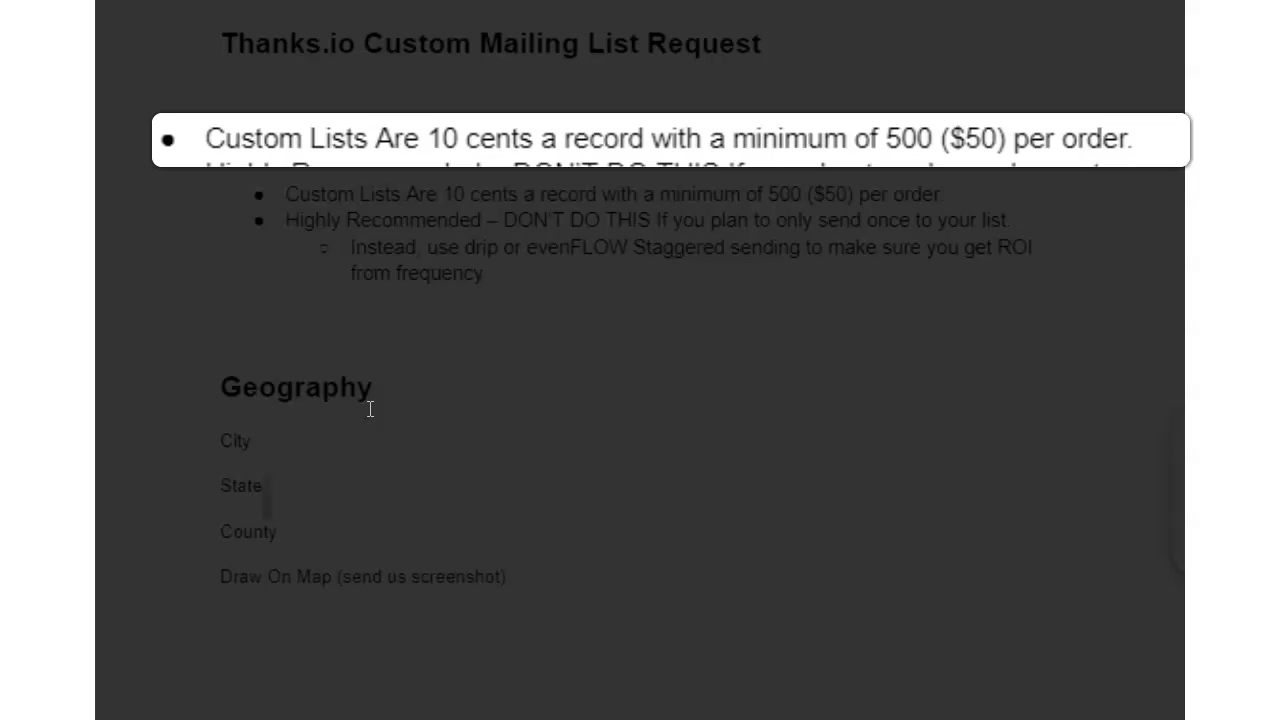 Thanks.io Custom Mailing List Request
● Custom Lists Are 10 cents a record with a minimum of 500 ($50) per order.
● Custom Lists Are 10 cents a record with a minimum of 500 ($50) per order.
● Highly Recommended – DON'T DO THIS If you plan to only send once to your list.
○ Instead, use drip or evenFLOW Staggered sending to make sure you get ROI
from frequency
Geography
City
State
County
Draw On Map (send us screenshot)